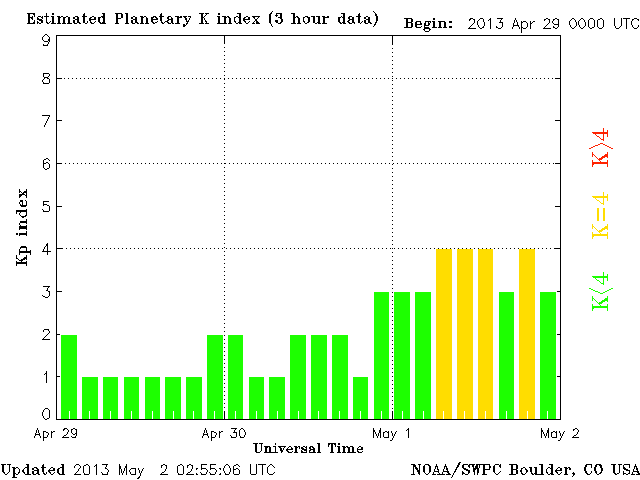 Estimated Planetary K index (3 hour data)
Begin: 2013 Apr 29 0000 UTC
9
8
7
6
5
4
3
2
1
0
Kp index
K>4
K=4
K<4
Apr 29
Apr 30
May 1
May 2
Universal Time
Updated 2013 May 2 02:55:06 UTC
NOAA/SWPC Boulder, CO USA